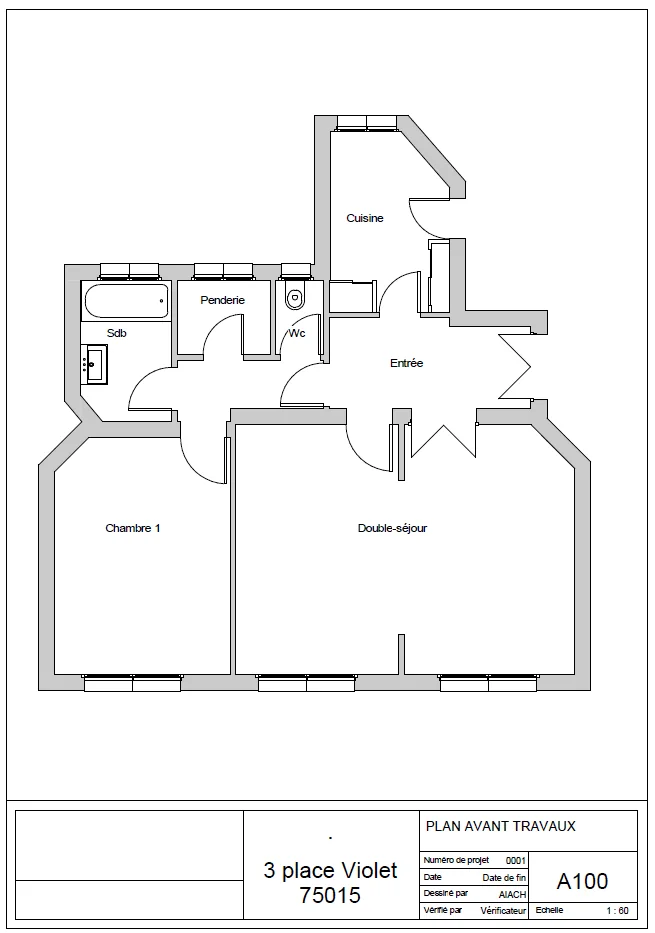 Cuisine
Penderie
Sdb
Wc
Entrée
Chambre 1
Double-séjour
.
3 place Violet
75015
PLAN AVANT TRAVAUX
Numéro de projet 0001
Date Date de fin
Dessiné par AIACH
Vérifié par Vérificateur
A100
Echelle 1 : 60